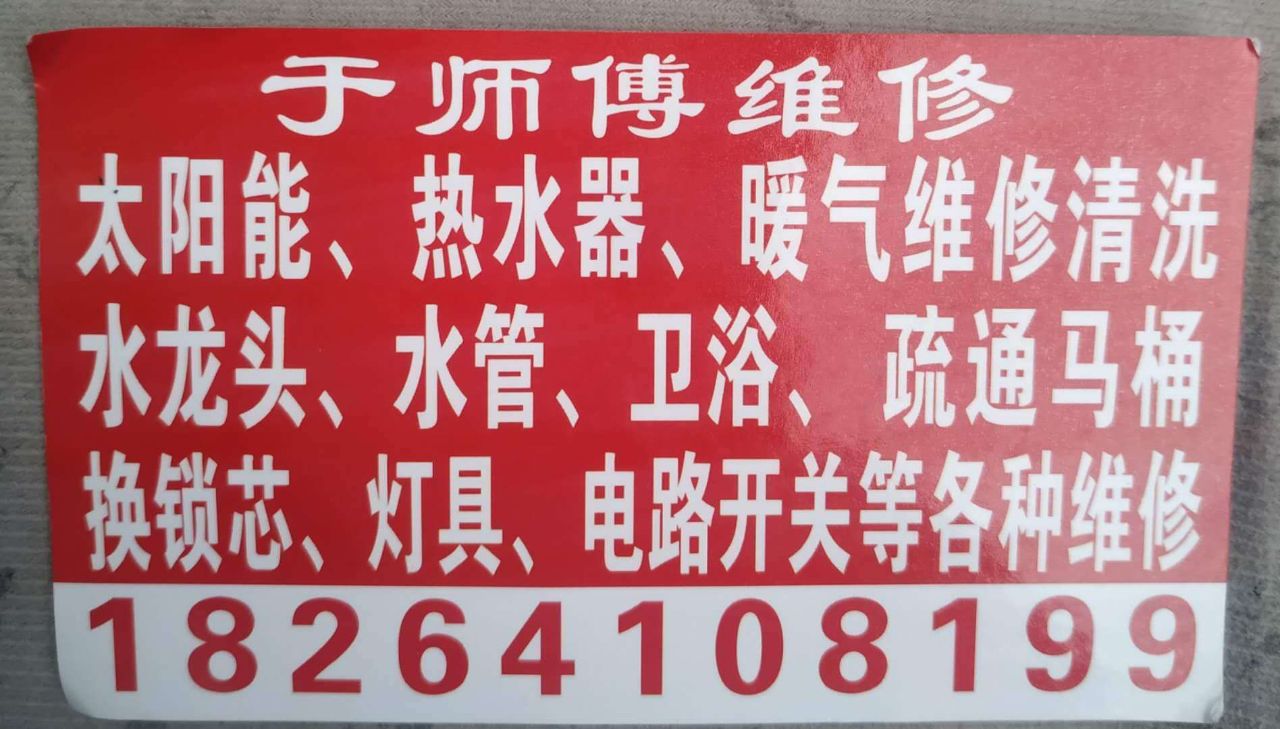 于师傅维修
太阳能、热水器、暖气维修清洗
水龙头、水管、卫浴、疏通马桶
换锁芯、灯具、电路开关等各种维修
18264108199